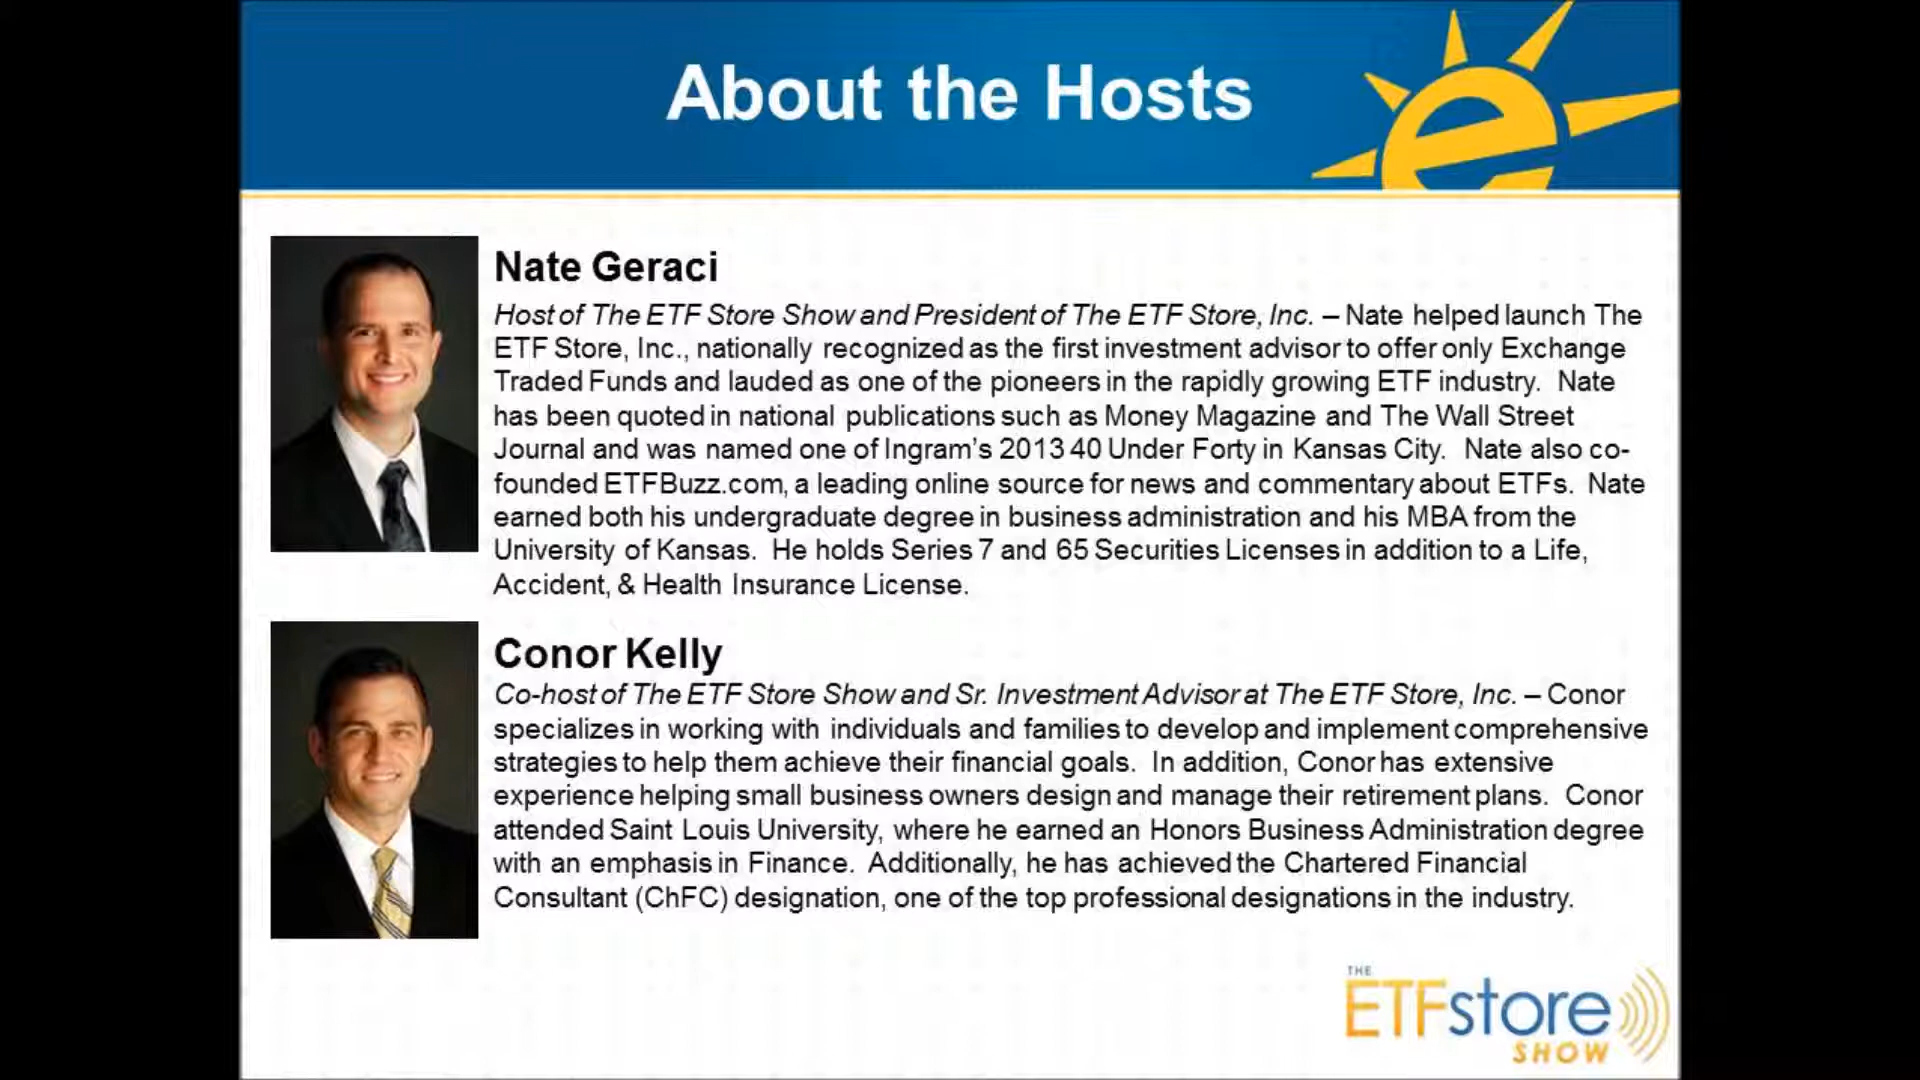 About the Hosts
Nate Geraci
Host of The ETF Store Show and President of The ETF Store, Inc. – Nate helped launch The
ETF Store, Inc., nationally recognized as the first investment advisor to offer only Exchange
Traded Funds and lauded as one of the pioneers in the rapidly growing ETF industry.  Nate
has been quoted in national publications such as Money Magazine and The Wall Street
Journal and was named one of Ingram's 2013 40 Under Forty in Kansas City.  Nate also co-
founded ETFBuzz.com, a leading online source for news and commentary about ETFs.  Nate
earned both his undergraduate degree in business administration and his MBA from the
University of Kansas.  He holds Series 7 and 65 Securities Licenses in addition to a Life,
Accident, & Health Insurance License.
Conor Kelly
Co-host of The ETF Store Show and Sr. Investment Advisor at The ETF Store, Inc. – Conor
specializes in working with individuals and families to develop and implement comprehensive
strategies to help them achieve their financial goals.  In addition, Conor has extensive
experience helping small business owners design and manage their retirement plans.  Conor
attended Saint Louis University, where he earned an Honors Business Administration degree
with an emphasis in Finance.  Additionally, he has achieved the Chartered Financial
Consultant (ChFC) designation, one of the top professional designations in the industry.
THE
ETFstore
SHOW